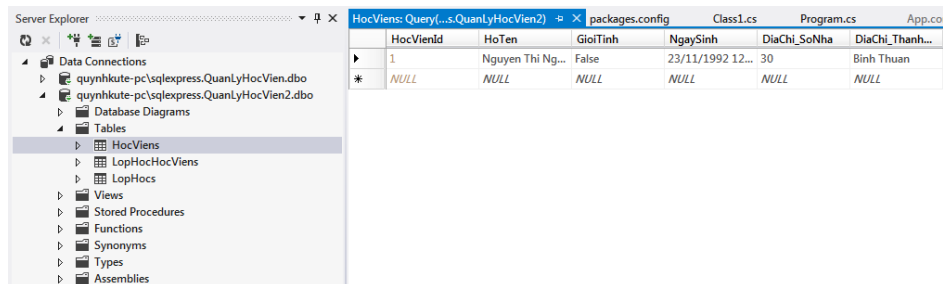 Server Explorer
Data Connections
quynhkute-pc\sqlexpress.QuanLyHocVien.dbo
quynhkute-pc\sqlexpress.QuanLyHocVien2.dbo
Database Diagrams
Tables
HocViens
LopHocHocViens
LopHocs
Views
Stored Procedures
Functions
Synonyms
Types
Assemblies
HocViens: Query(...s.QuanLyHocVien2) packages.config Class1.cs Program.cs App.co
HocVienId HoTen GioiTinh NgaySinh DiaChi_SoNha DiaChi_Thanh...
1 Nguyen Thi Ng... False 23/11/1992 12... 30 Binh Thuan
NULL NULL NULL NULL NULL NULL